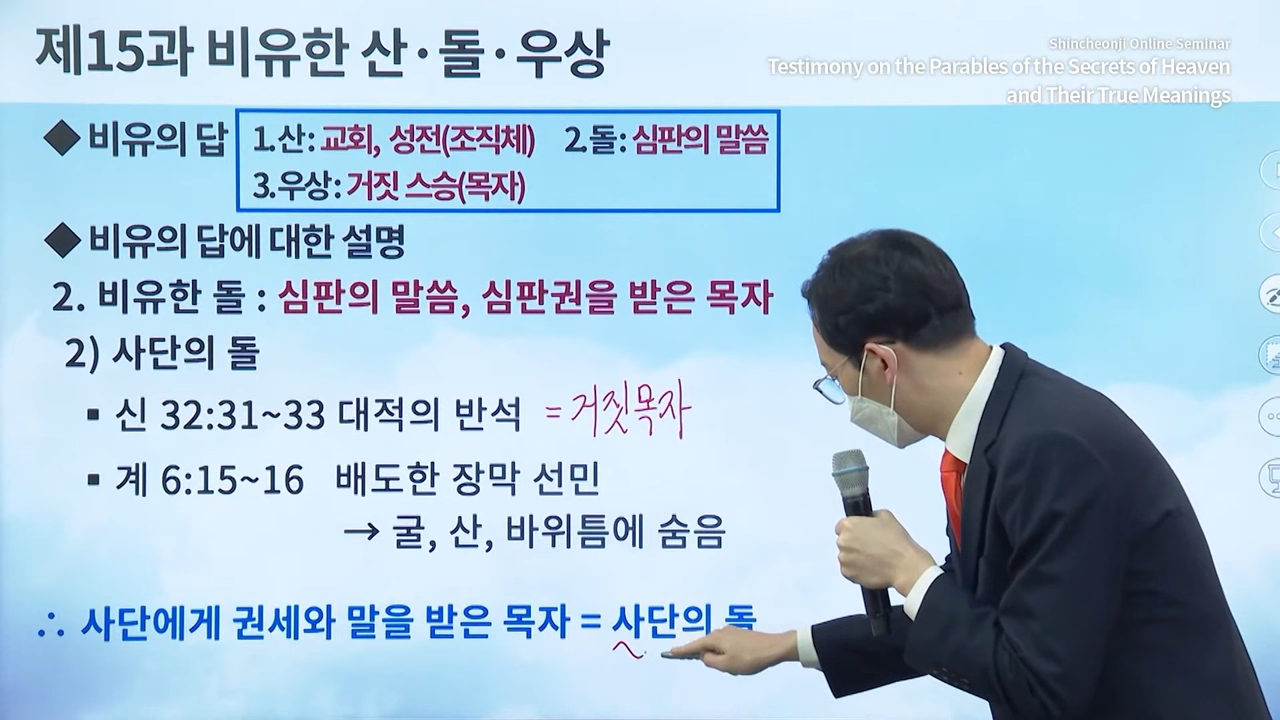 제15과 비유한 산·돌·우상
Shincheonji Online Seminar
Testimony on the Parables of the Secrets of Heaven
and Their True Meanings
◆ 비유의 답 1.산: 교회, 성전(조직체) 2.돌: 심판의 말씀
3.우상: 거짓 스승(목자)
◆ 비유의 답에 대한 설명
2. 비유한 돌 : 심판의 말씀, 심판권을 받은 목자
2) 사단의 돌
▪ 신 32:31~33 대적의 반석 = 거짓목자
▪ 계 6:15~16 배도한 장막 선민
→ 굴, 산, 바위틈에 숨음
∴ 사단에게 권세와 말을 받은 목자 = 사단의 돌